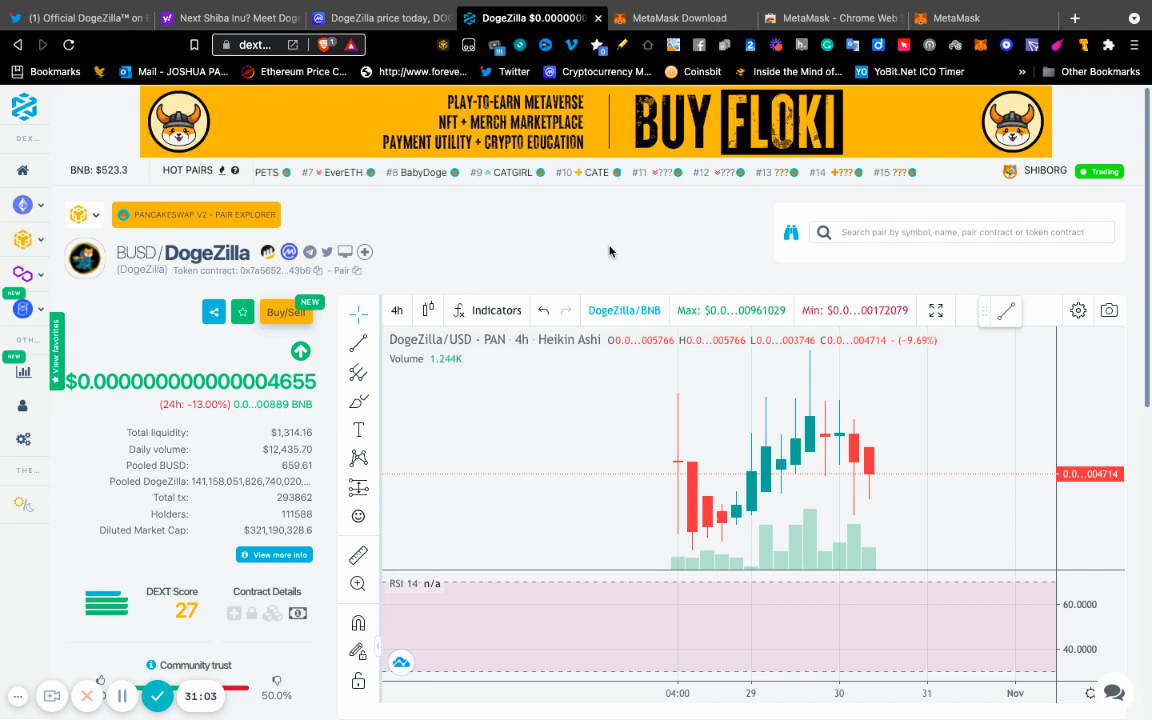 (1) Official DogeZilla™ on
Next Shiba Inu? Meet Doge
DogeZilla price today, DO
DogeZilla $0.0000000
MetaMask Download
MetaMask - Chrome Web
MetaMask
dext...
Bookmarks
Mail - JOSHUA PA...
Ethereum Price C...
http://www.foreve...
Twitter
Cryptocurrency M...
Coinsbit
Inside the Mind of...
YoBit.Net ICO Timer
Other Bookmarks
PLAY-TO-EARN METAVERSE
NFT + MERCH MARKETPLACE
PAYMENT UTILITY + CRYPTO EDUCATION
BUY FLOKI
DEX...
BNB: $523.3
HOT PAIRS
PETS
#7 EverETH
#8 BabyDoge
#9 CATGIRL
#10 CATE
#11 ???
#12 ???
#13 ???
#14 ???
#15 ???
SHIBORG
Trading
PANCAKESWAP V2 - PAIR EXPLORER
Search pair by symbol, name, pair contract or token contract
BUSD/DogeZilla
(DogeZilla) Token contract: 0x7a5652...43b6 - Pair
NEW
Buy/Sell
NEW
OTH...
NEW
View favorites
THE...
$0.000000000000004655
(24h: -13.00%) 0.0...00889 BNB
Total liquidity: $1,314.16
Daily volume: $12,435.70
Pooled BUSD: 659.61
Pooled DogeZilla: 141,158,051,826,740,020....
Total tx: 293862
Holders: 111588
Diluted Market Cap: $321,190,328.6
View more info
DEXT Score
27
Contract Details
Community trust
50.0%
31:03
4h
Indicators
DogeZilla/BNB
Max: $0.0...00961029
Min: $0.0...00172079
DogeZilla/USD - PAN · 4h · Heikin Ashi O0.0...005766 H0.0...005766 L0.0...003746 C0.0...004714 - (-9.69%)
Volume 1.244K
0.0...004714
RSI 14 n/a
60.0000
40.0000
04:00
29
30
31
Nov